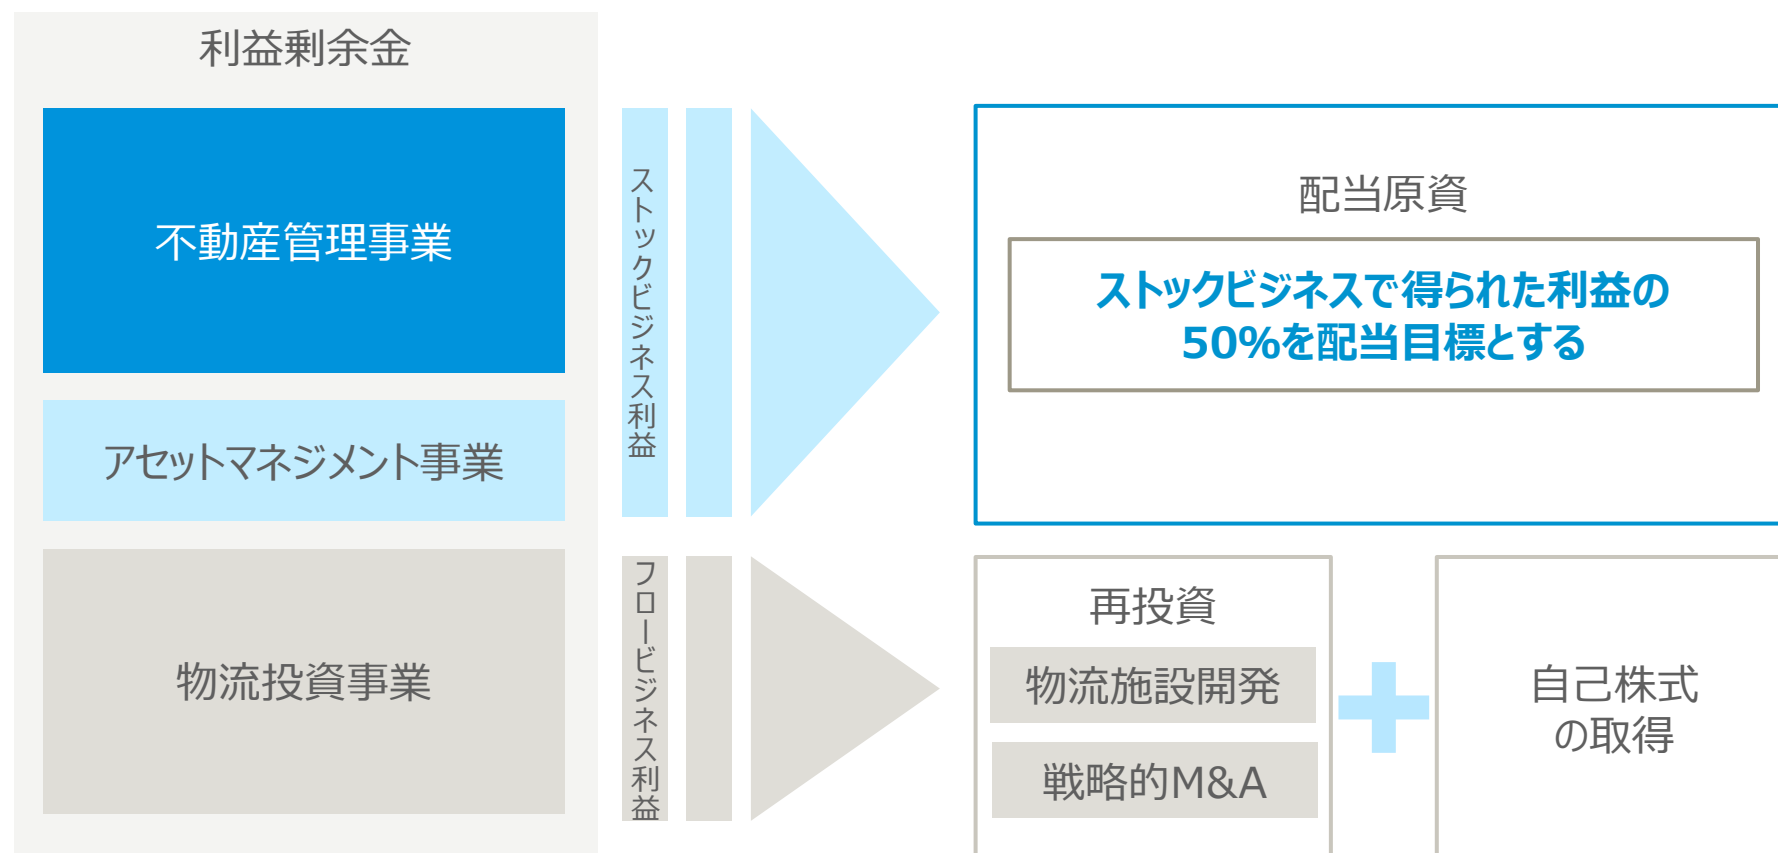 利益剰余金
不動産管理事業
アセットマネジメント事業
物流投資事業
ストックビジネス利益
フロービジネス利益
配当原資
ストックビジネスで得られた利益の
50%を配当目標とする
再投資
物流施設開発
戦略的M&A
自己株式
の取得